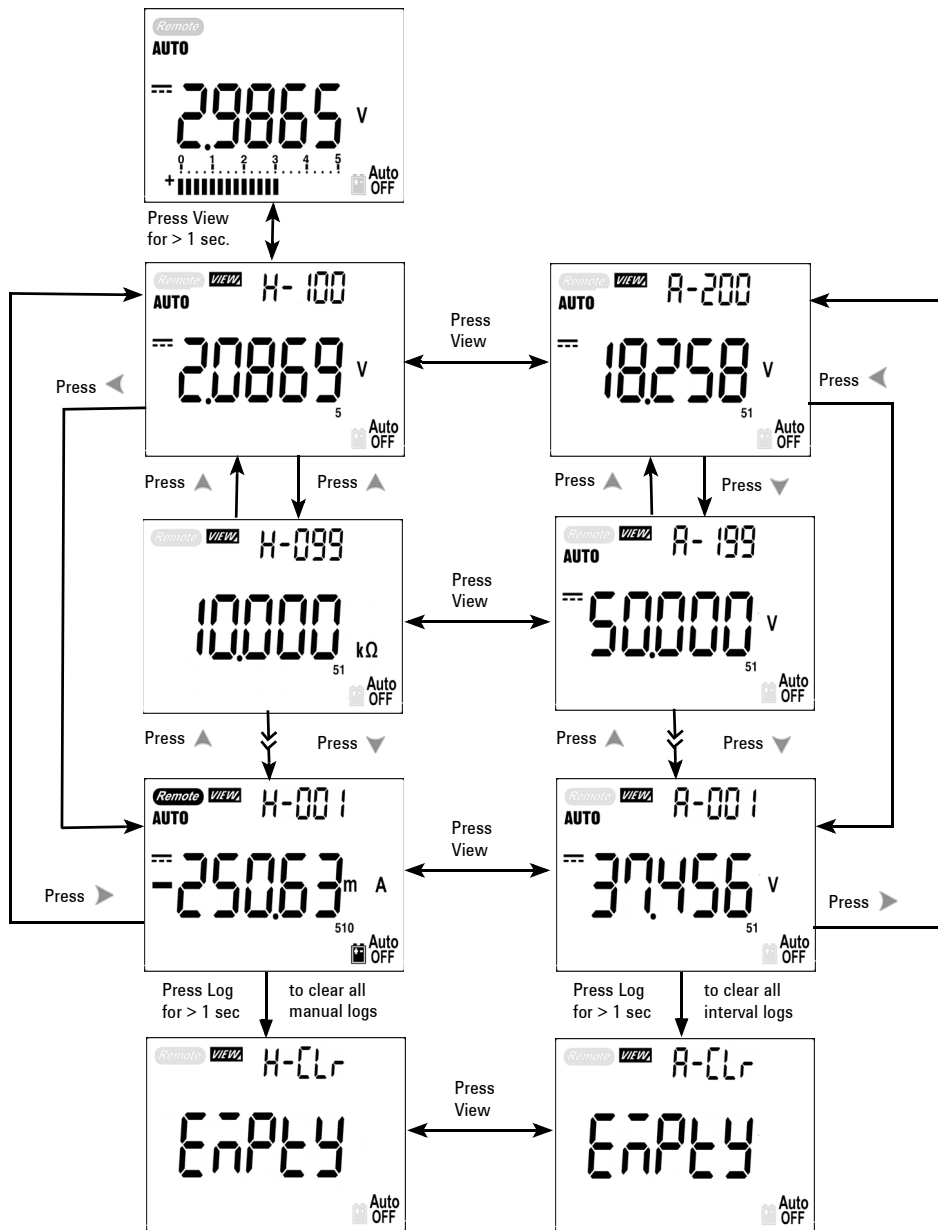 Remote
AUTO
2.9865 V
0 1 2 3 4 5
+
Auto
OFF
Press View
for > 1 sec.
Remote VIEW H-100
AUTO
2.0869 V
5
Auto
OFF
Press
View
Remote VIEW A-200
AUTO
18.258 V
51
Auto
OFF
Press
Press
Press
Press
Press
Press
Remote VIEW H-099
10.000 kΩ
51
Auto
OFF
Press
View
Remote VIEW A-199
AUTO
50.000 V
51
Auto
OFF
Press
Press
Press
Press
Remote VIEW H-001
AUTO
-250.63 m A
510
Auto
OFF
Press
View
Remote VIEW A-001
AUTO
37.456 V
51
Auto
OFF
Press
Press
Press Log
for > 1 sec
to clear all
manual logs
Press Log
for > 1 sec
to clear all
interval logs
Remote VIEW H-CLr
EmPty
Auto
OFF
Press
View
Remote VIEW A-CLr
EmPty
Auto
OFF